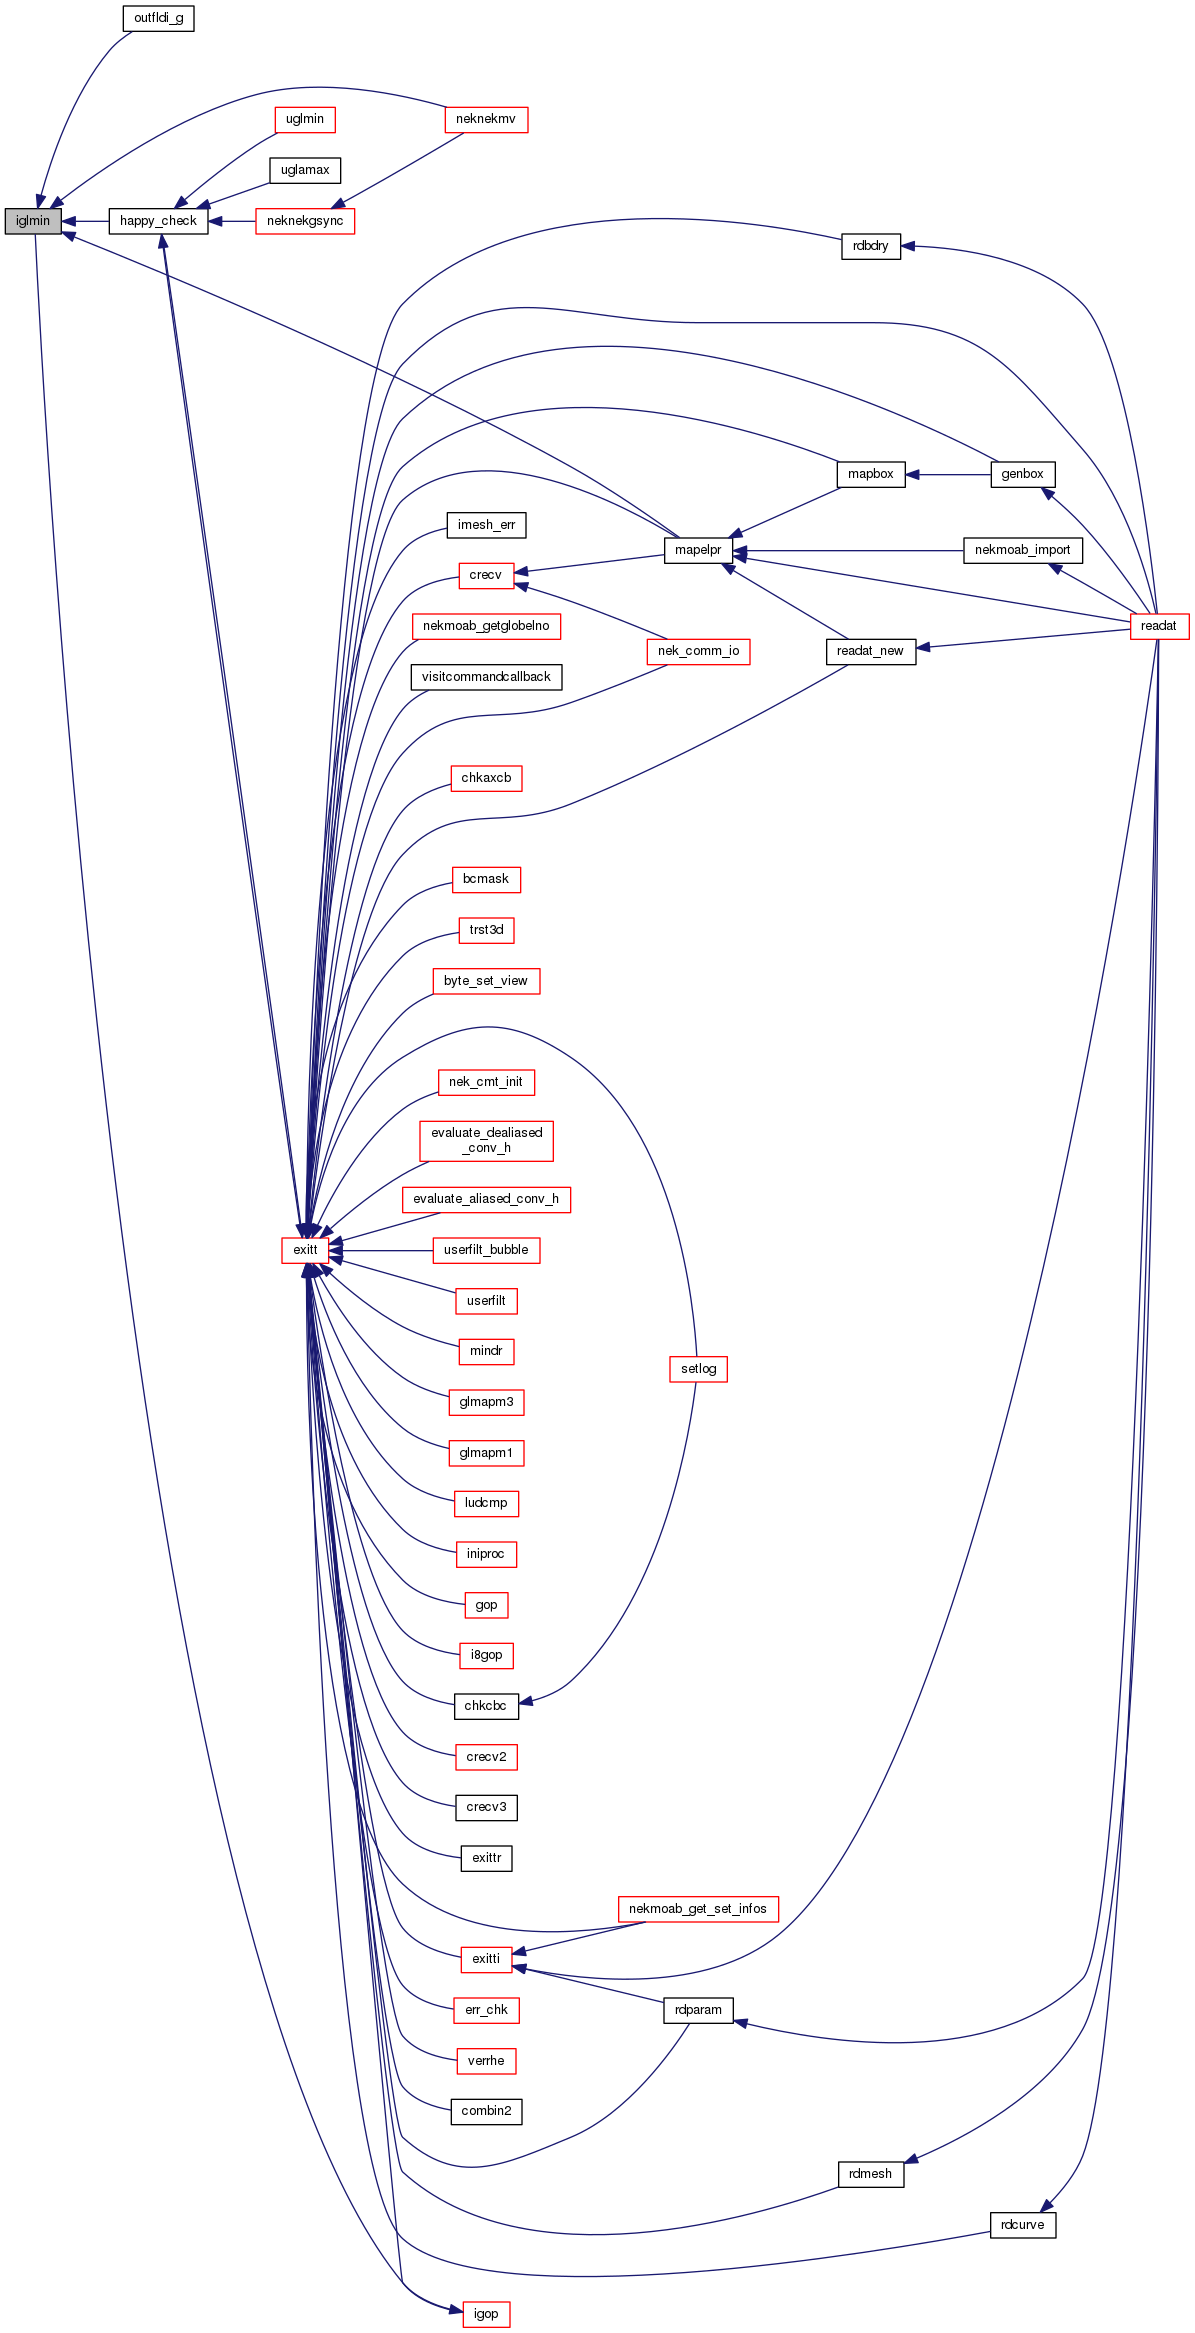 outfldi_g
uglmin
neknekmv
uglamax
iglmin
happy_check
neknekgsync
rdbdry
mapbox
genbox
imesh_err
mapelpr
nekmoab_import
crecv
nekmoab_getglobelno
readat
nek_comm_io
readat_new
visitcommandcallback
chkaxcb
bcmask
trst3d
byte_set_view
nek_cmt_init
evaluate_dealiased
_conv_h
evaluate_aliased_conv_h
exitt
userfilt_bubble
userfilt
mindr
setlog
glmapm3
glmapm1
ludcmp
iniproc
gop
i8gop
chkcbc
crecv2
crecv3
exittr
nekmoab_get_set_infos
exitti
err_chk
rdparam
verrhe
combin2
rdmesh
rdcurve
igop